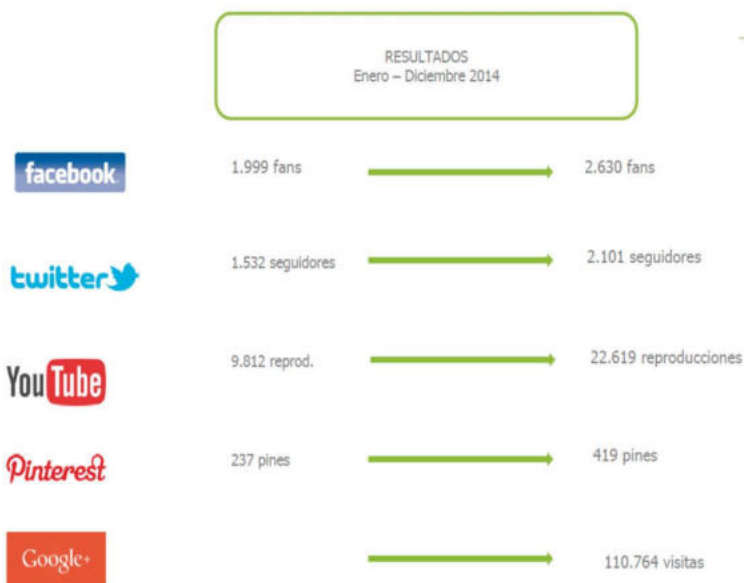 RESULTADOS
Enero – Diciembre 2014
facebook
1.999 fans
2.630 fans
twitter
1.532 seguidores
2.101 seguidores
YouTube
9.812 reprod.
22.619 reproducciones
Pinterest
237 pines
419 pines
Google+
110.764 visitas